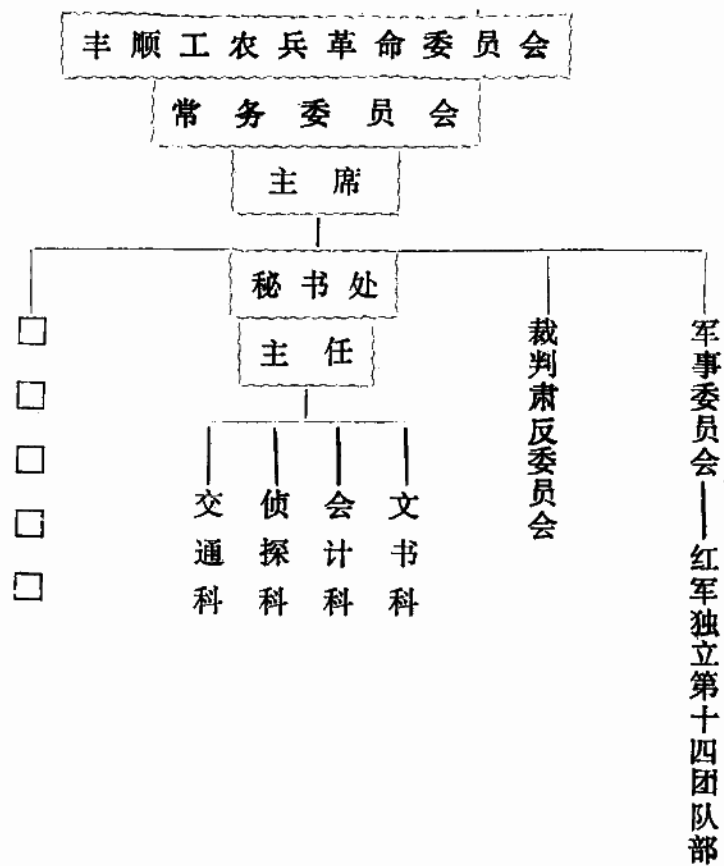 丰顺工农兵革命委员会
常务委员会
主席
秘书处
主任
□□□□□
交通科
侦探科
会计科
文书科
裁判肃反委员会
军事委员会——红军独立第十四团队部